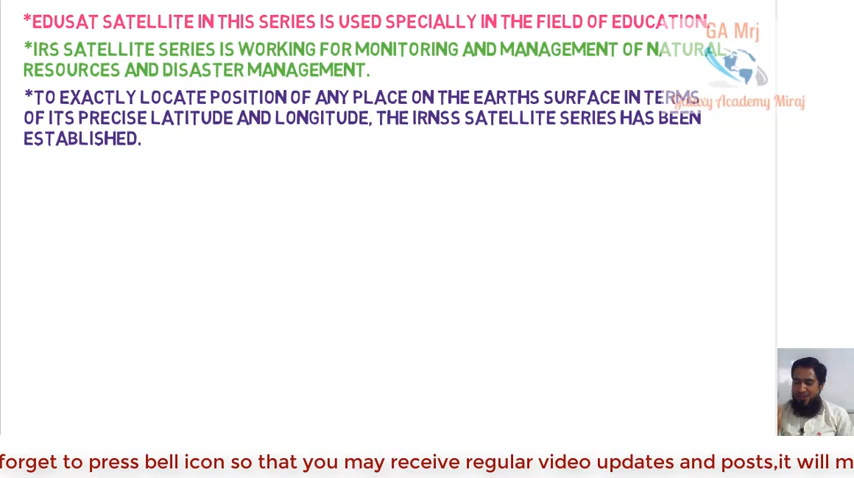 *EDUSAT SATELLITE IN THIS SERIES IS USED SPECIALLY IN THE FIELD OF EDUCATION.
*IRS SATELLITE SERIES IS WORKING FOR MONITORING AND MANAGEMENT OF NATURAL
RESOURCES AND DISASTER MANAGEMENT.
*TO EXACTLY LOCATE POSITION OF ANY PLACE ON THE EARTHS SURFACE IN TERMS
OF ITS PRECISE LATITUDE AND LONGITUDE, THE IRNSS SATELLITE SERIES HAS BEEN
ESTABLISHED.
GA Mrj
Galaxy Academy Miraj
forget to press bell icon so that you may receive regular video updates and posts,it will m